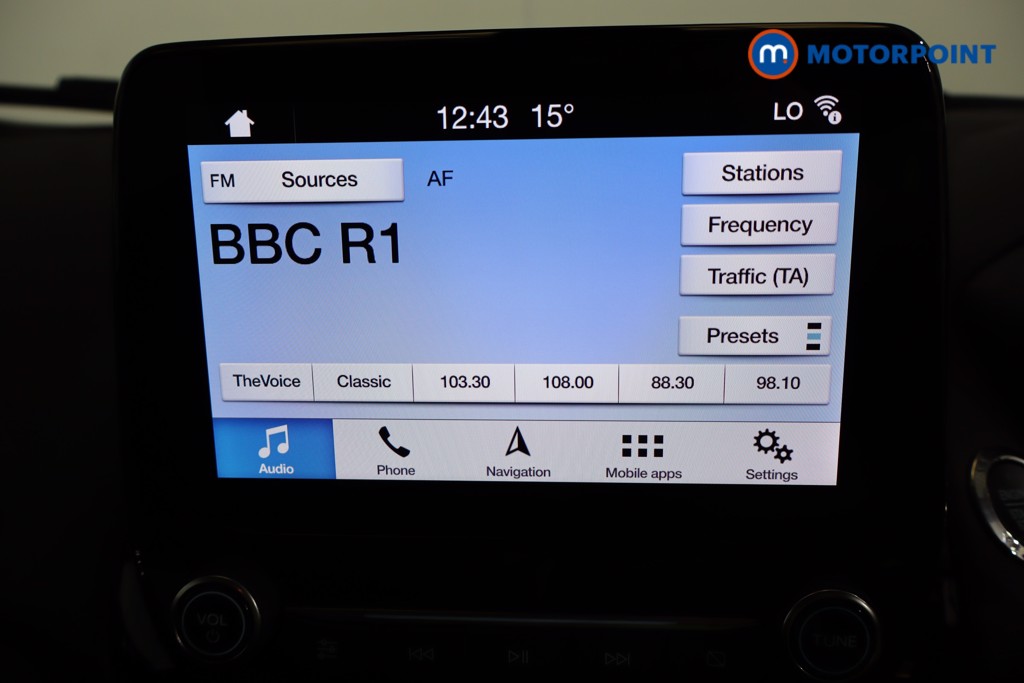 m MOTORPOINT
12:43 15° LO
FM Sources AF Stations
BBC R1
Frequency
Traffic (TA)
Presets
TheVoice Classic 103.30 108.00 88.30 98.10
Audio Phone Navigation Mobile apps Settings
VOL TUNE